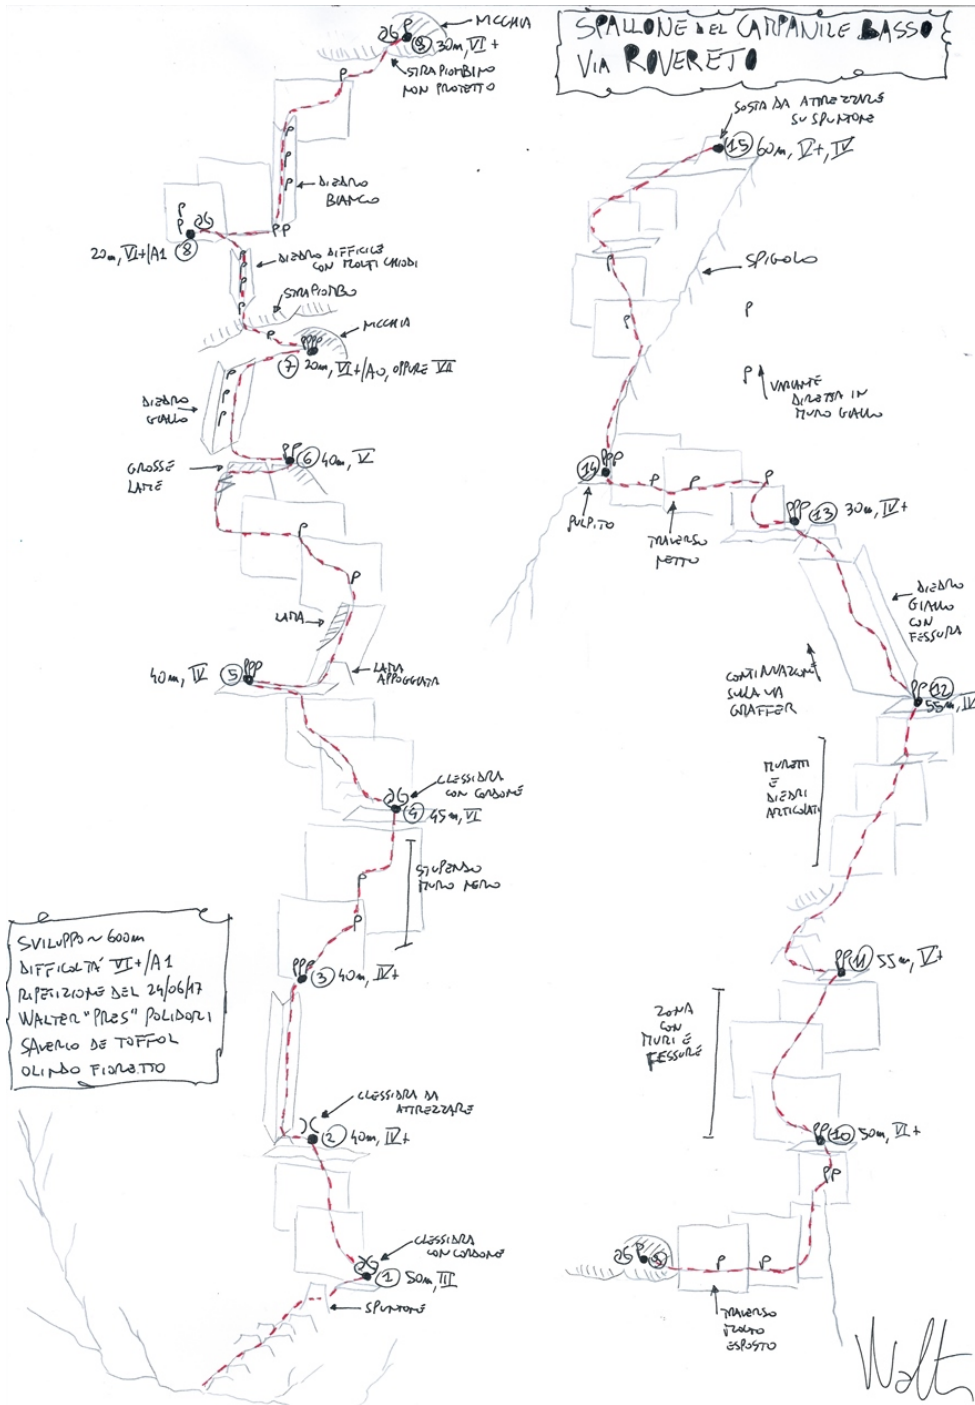 SPALLONE DEL CAMPANILE BASSO
VIA ROVERETO
NICCHIA
9 30m, VI+
STRAPIOMBINO
NON PROTETTO
DIEDRO
BIANCO
20m, VI+/A1 8
DIEDRO DIFFICILE
CON MOLTI CHIODI
STRAPIOMBO
NICCHIA
7 20m, VI+/A0, OPPURE VII
DIEDRO
GIALLO
6 40m, V
GROSSE
LAME
LAMA
LAMA
APPOGGIATA
40m, IV 5
CLESSIDRA
CON CORDONE
4 45m, VI
STUPENDO
MURO NERO
3 40m, IV+
CLESSIDRA DA
ATTREZZARE
2 40m, IV+
CLESSIDRA
CON CORDONE
1 50m, III
SPUNTONE
SVILUPPO ~ 600m
DIFFICOLTÀ VI+/A1
RIPETIZIONE DEL 24/06/17
WALTER "PRES" POLIDORI
SAVERIO DE TOFFOL
OLINDO FIORETTO
SOSTA DA ATTREZZARE
SU SPUNTONE
15 60m, V+, IV
SPIGOLO
VARIANTE
DIRETTA IN
MURO GIALLO
14
PULPITO
TRAVERSO
NETTO
13 30m, IV+
DIEDRO
GIALLO
CON
FESSURA
CONTINUAZIONE
SULLA VIA
GRAFFER
12
55m, IV
MURETTI
E
DIEDRI
ARTICOLATI
11 55m, V+
ZONA
CON
MURI E
FESSURE
10 50m, VI+
9
TRAVERSO
MOLTO
ESPOSTO
Walter